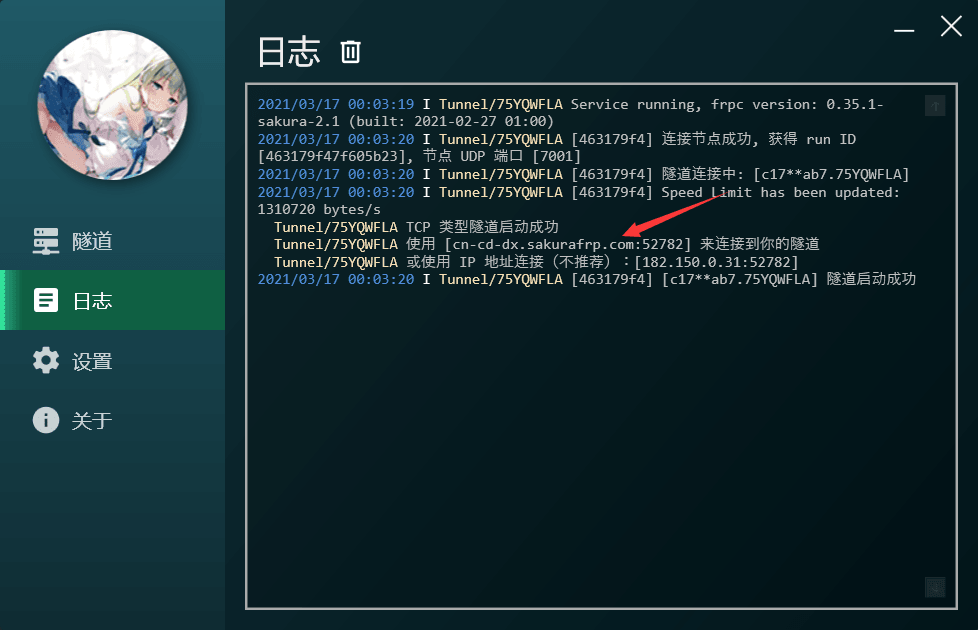 日志
2021/03/17 00:03:19 I Tunnel/75YQWFLA Service running, frpc version: 0.35.1-
sakura-2.1 (built: 2021-02-27 01:00)
2021/03/17 00:03:20 I Tunnel/75YQWFLA [463179f4] 连接节点成功, 获得 run ID
[463179f47f605b23], 节点 UDP 端口 [7001]
2021/03/17 00:03:20 I Tunnel/75YQWFLA [463179f4] 隧道连接中: [c17**ab7.75YQWFLA]
2021/03/17 00:03:20 I Tunnel/75YQWFLA [463179f4] Speed Limit has been updated:
1310720 bytes/s
Tunnel/75YQWFLA TCP 类型隧道启动成功
Tunnel/75YQWFLA 使用 [cn-cd-dx.sakurafrp.com:52782] 来连接到你的隧道
Tunnel/75YQWFLA 或使用 IP 地址连接（不推荐）：[182.150.0.31:52782]
2021/03/17 00:03:20 I Tunnel/75YQWFLA [463179f4] [c17**ab7.75YQWFLA] 隧道启动成功
隧道
日志
设置
关于